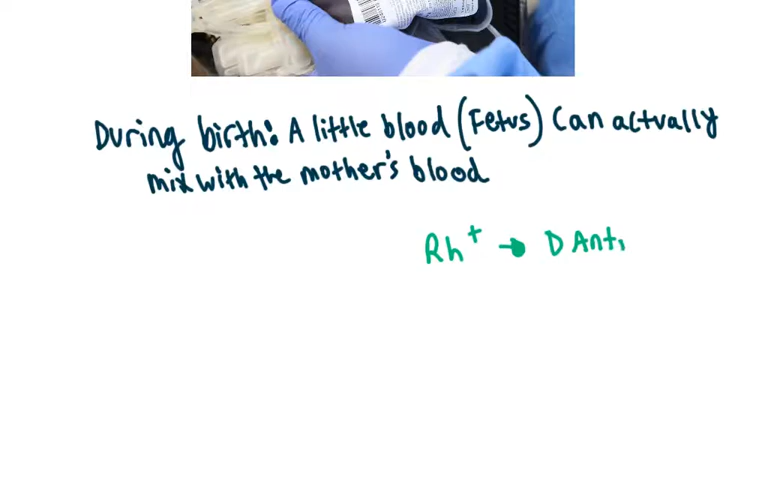 During birth: A little blood (Fetus) Can actually
mix with the mother's blood
Rh+ → D Anti